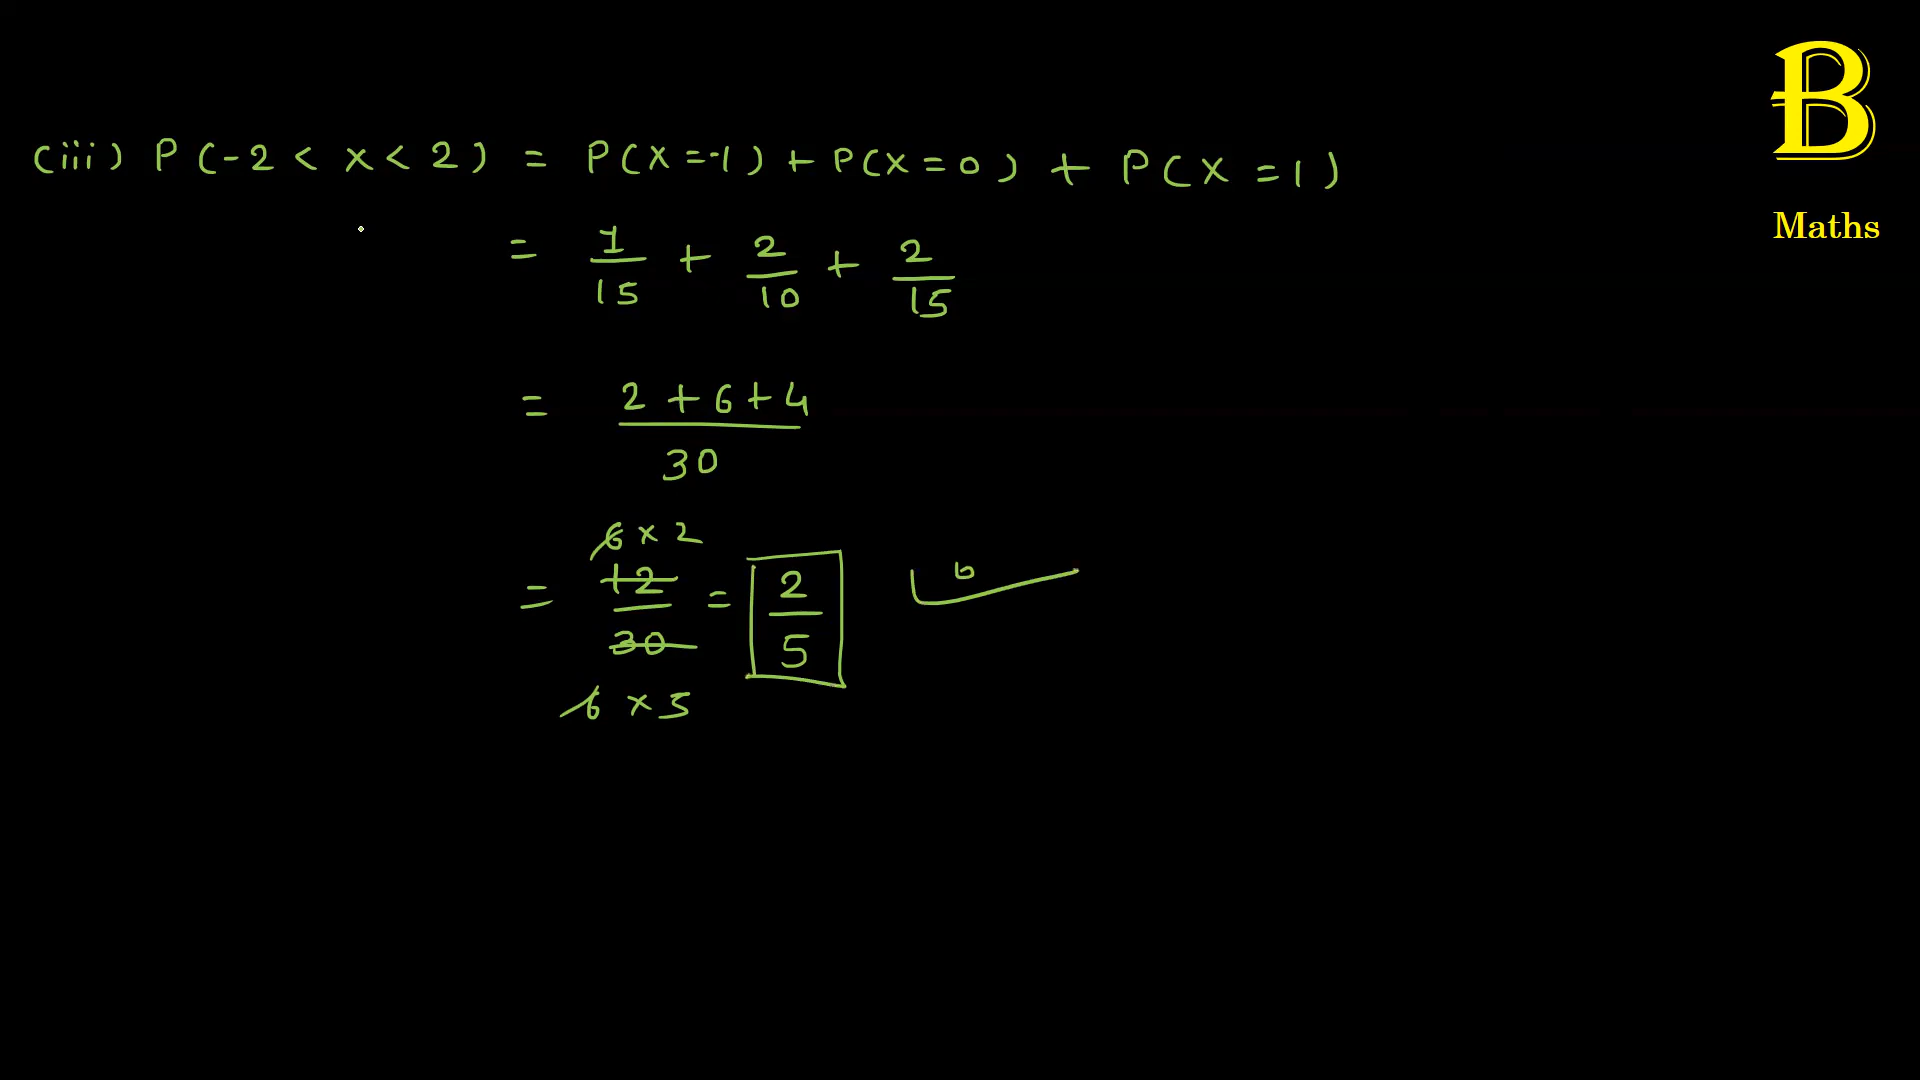 (iii) P(-2 < x < 2) = P(X=-1) + P(X=0) + P(X=1)
= 1/15 + 2/10 + 2/15
= 2+6+4/30
6 x 2
= 12/30 = 2/5
6 x 5
B
Maths